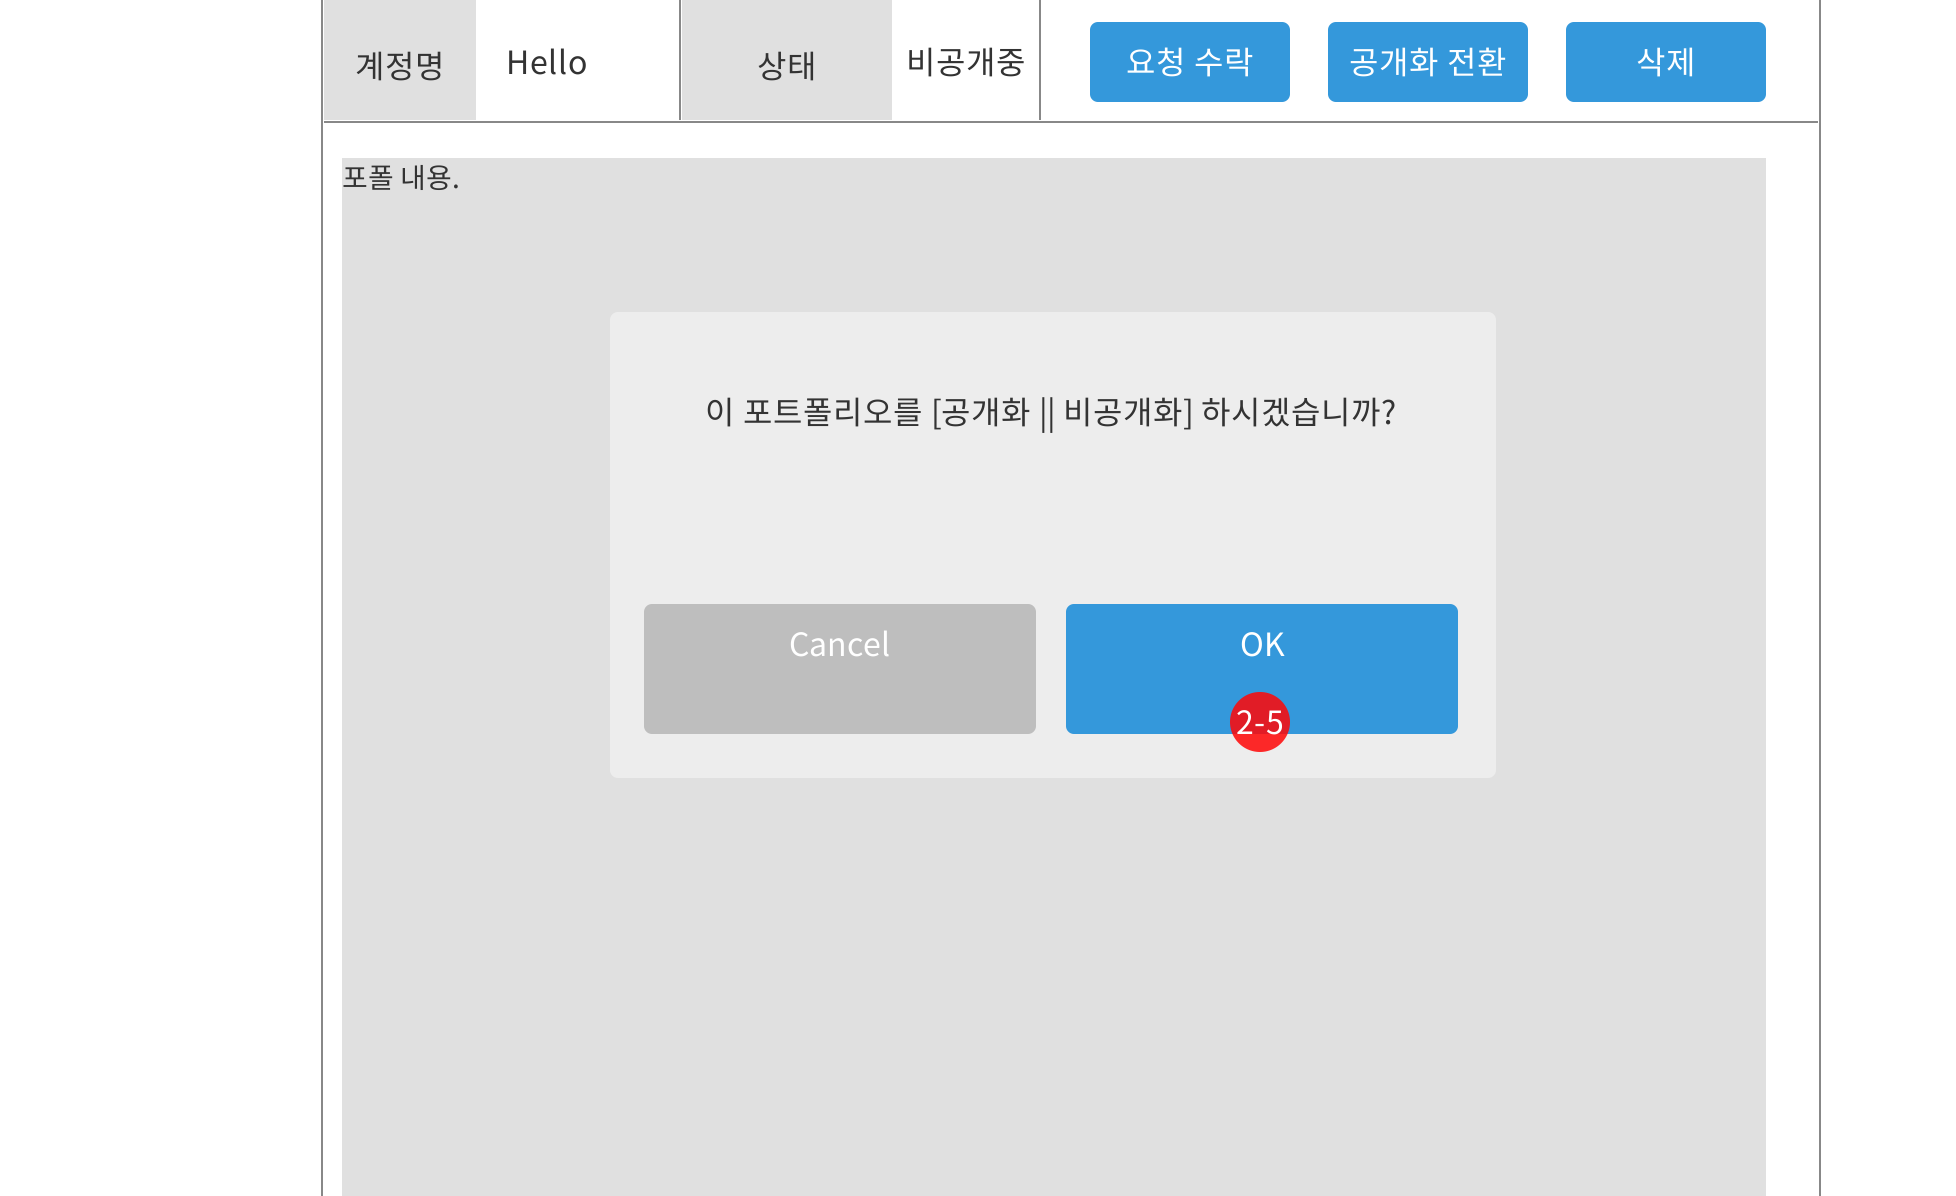 계정명 Hello 상태 비공개중 요청 수락 공개화 전환 삭제
포폴 내용.
이 포트폴리오를 [공개화 || 비공개화] 하시겠습니까?
Cancel OK
2-5